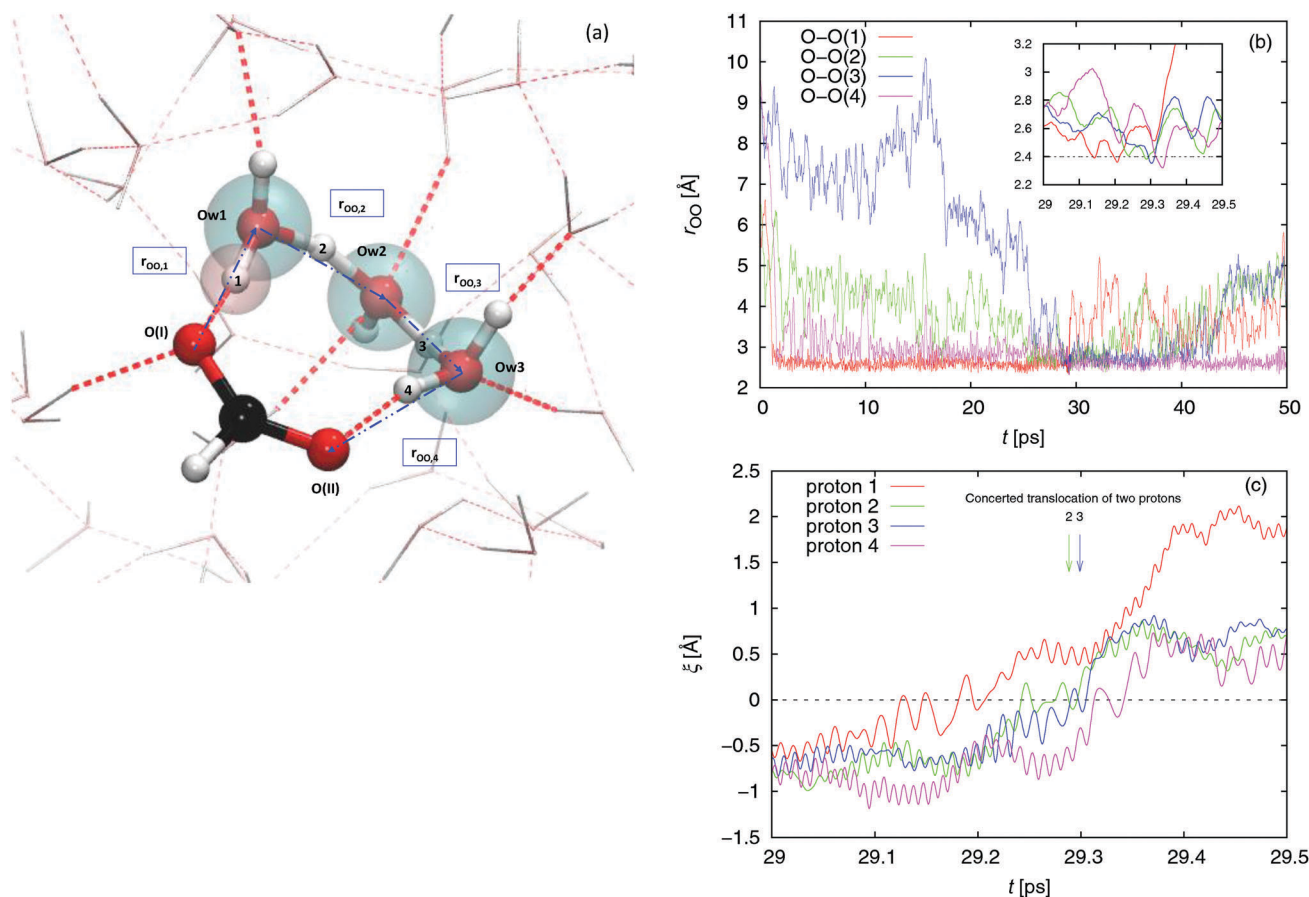 (a)
Ow1
rOO,2
2
Ow2
rOO,1
1
rOO,3
O(I)
3
Ow3
4
rOO,4
O(II)
(b)
O–O(1)
O–O(2)
O–O(3)
O–O(4)
11
10
9
8
7
6
5
4
3
2
rOO [Å]
0 10 20 30 40 50
t [ps]
3.2
3
2.8
2.6
2.4
2.2
29 29.1 29.2 29.3 29.4 29.5
(c)
proton 1
proton 2
proton 3
proton 4
Concerted translocation of two protons
2 3
2.5
2
1.5
1
0.5
0
−0.5
−1
−1.5
ξ [Å]
29 29.1 29.2 29.3 29.4 29.5
t [ps]